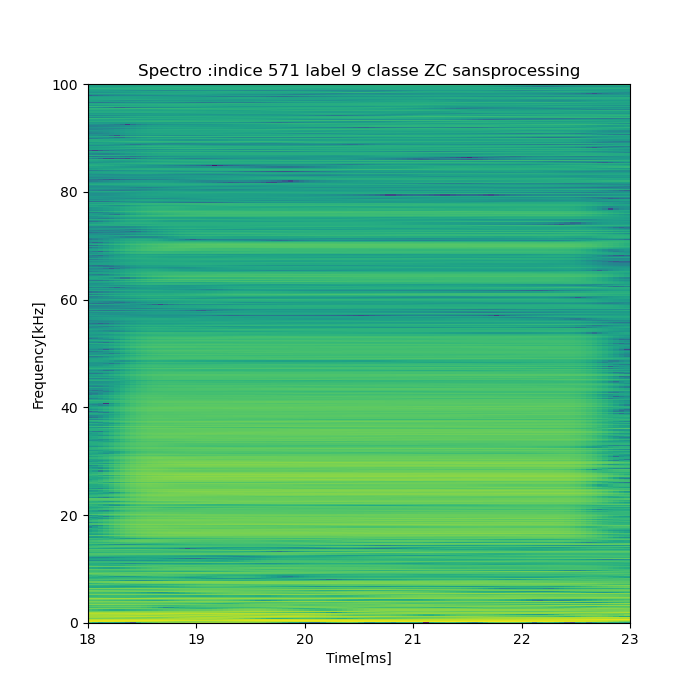 Spectro :indice 571 label 9 classe ZC sansprocessing
100
80
60
40
20
0
Frequency[kHz]
18 19 20 21 22 23
Time[ms]